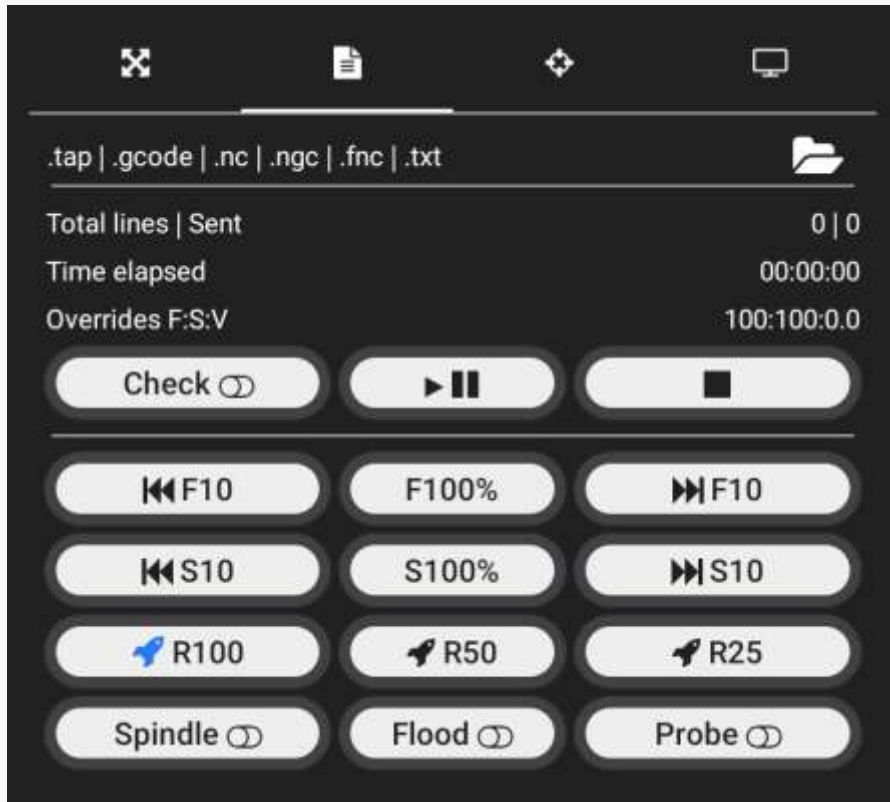 .tap | .gcode | .nc | .ngc | .fnc | .txt
Total lines | Sent 0 | 0
Time elapsed 00:00:00
Overrides F:S:V 100:100:0.0
Check
F10 F100% F10
S10 S100% S10
R100 R50 R25
Spindle Flood Probe